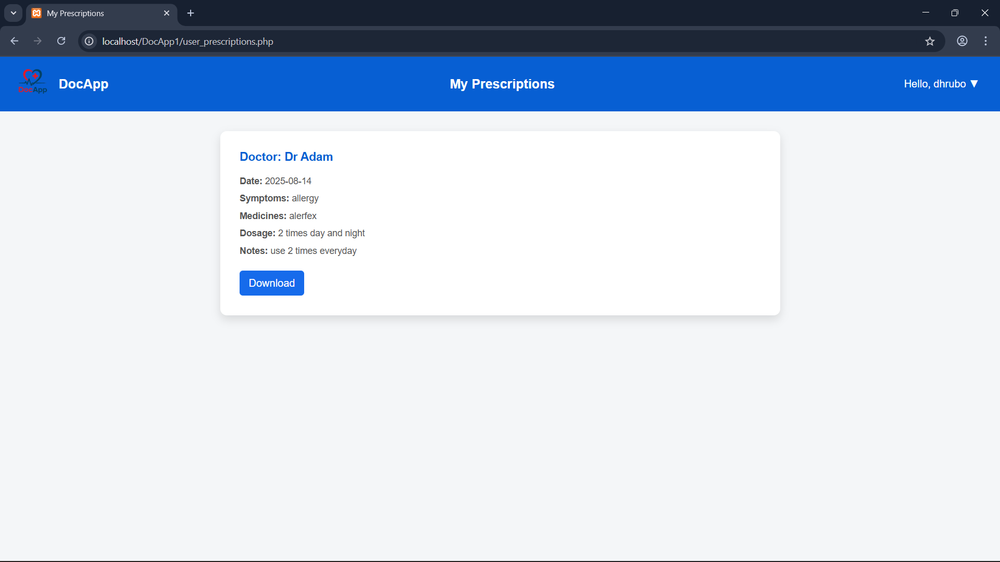 My Prescriptions
localhost/DocApp1/user_prescriptions.php
DocApp
DocApp
My Prescriptions
Hello, dhrubo ▼
Doctor: Dr Adam
Date: 2025-08-14
Symptoms: allergy
Medicines: alerfex
Dosage: 2 times day and night
Notes: use 2 times everyday
Download